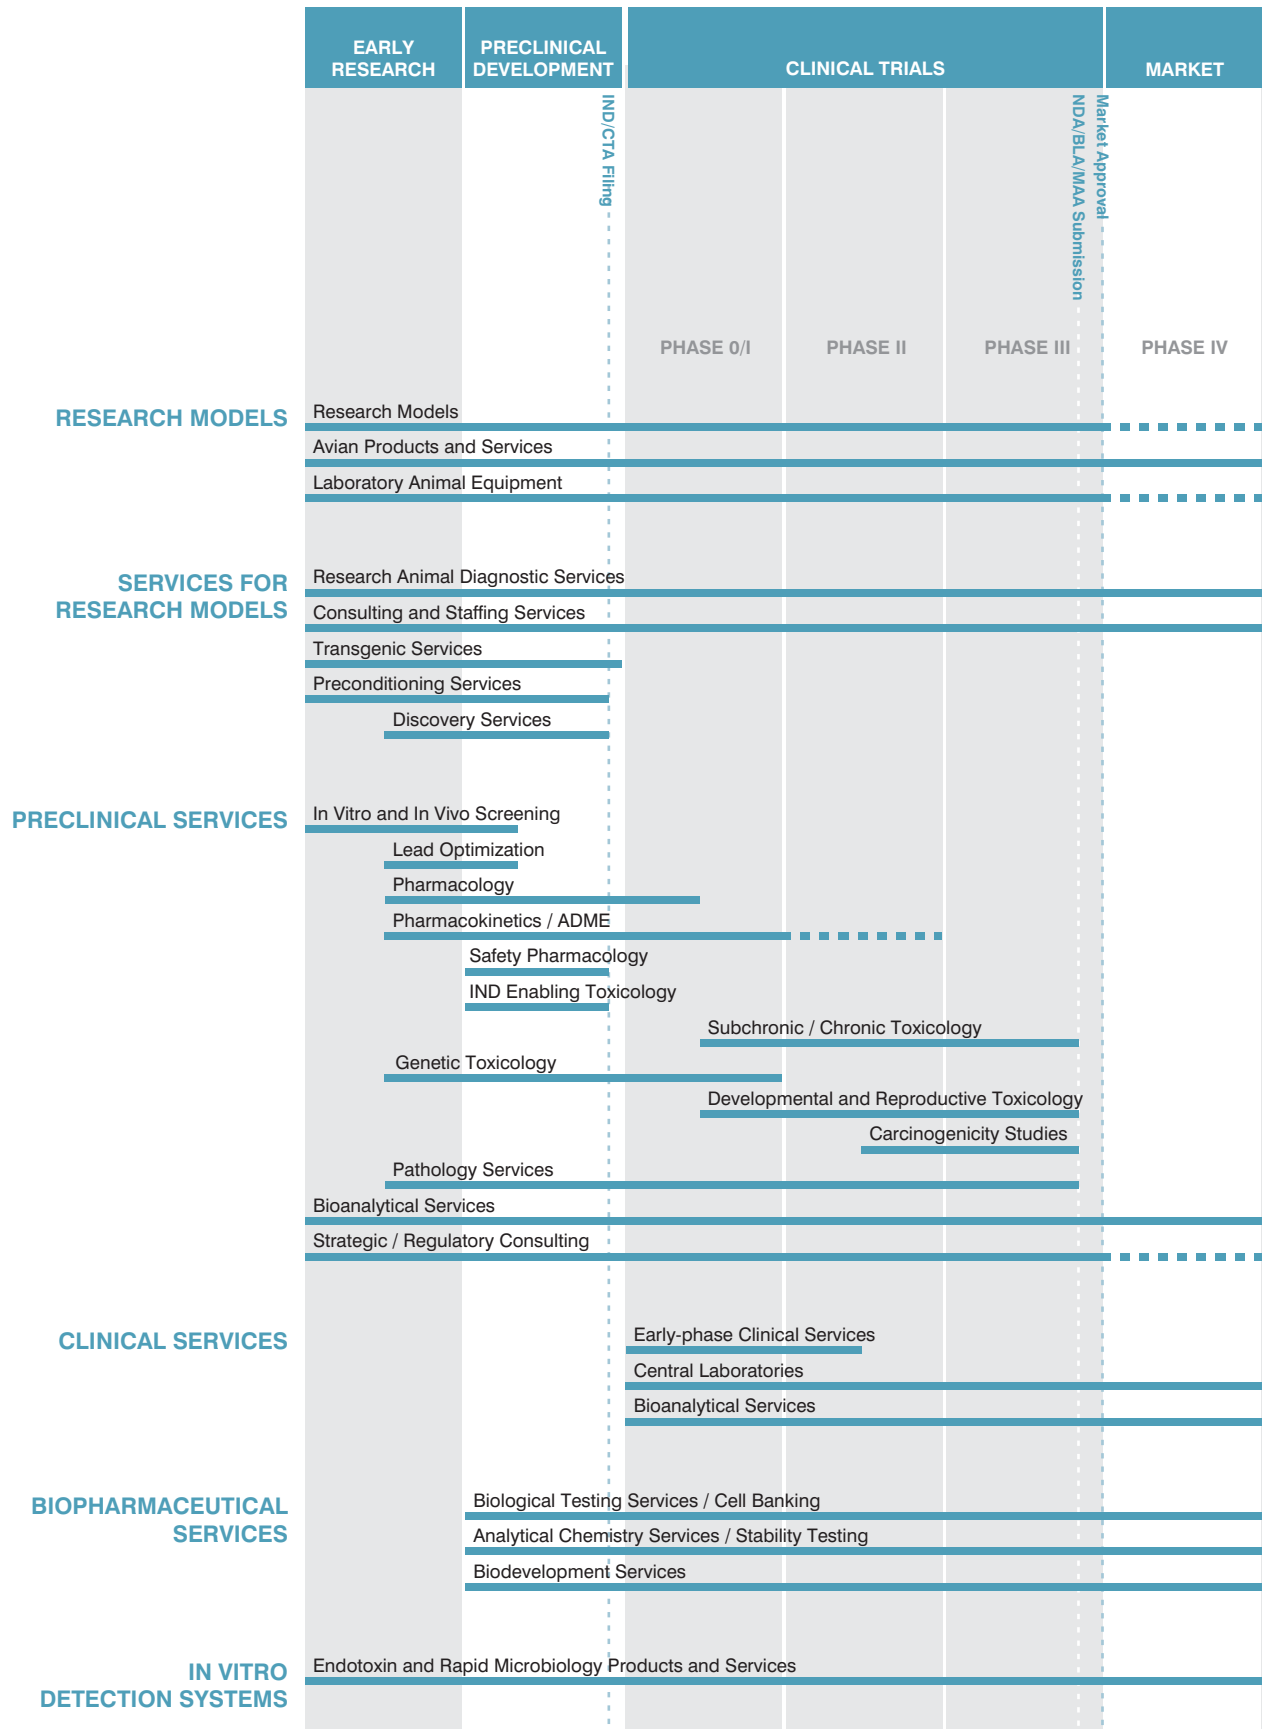 EARLY
RESEARCH
PRECLINICAL
DEVELOPMENT
CLINICAL TRIALS
MARKET
IND/CTA Filing
NDA/BLA/MAA Submission
Market Approval
PHASE 0/I
PHASE II
PHASE III
PHASE IV
RESEARCH MODELS
Research Models
Avian Products and Services
Laboratory Animal Equipment
SERVICES FOR
RESEARCH MODELS
Research Animal Diagnostic Services
Consulting and Staffing Services
Transgenic Services
Preconditioning Services
Discovery Services
PRECLINICAL SERVICES
In Vitro and In Vivo Screening
Lead Optimization
Pharmacology
Pharmacokinetics / ADME
Safety Pharmacology
IND Enabling Toxicology
Subchronic / Chronic Toxicology
Genetic Toxicology
Developmental and Reproductive Toxicology
Carcinogenicity Studies
Pathology Services
Bioanalytical Services
Strategic / Regulatory Consulting
CLINICAL SERVICES
Early-phase Clinical Services
Central Laboratories
Bioanalytical Services
BIOPHARMACEUTICAL
SERVICES
Biological Testing Services / Cell Banking
Analytical Chemistry Services / Stability Testing
Biodevelopment Services
IN VITRO
DETECTION SYSTEMS
Endotoxin and Rapid Microbiology Products and Services